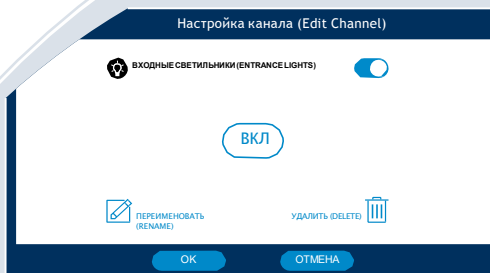 Настройка канала (Edit Channel)
ВХОДНЫЕ СВЕТИЛЬНИКИ (ENTRANCE LIGHTS)
ВКЛ
ПЕРЕИМЕНОВАТЬ
(RENAME)
УДАЛИТЬ (DELETE)
OK
ОТМЕНА